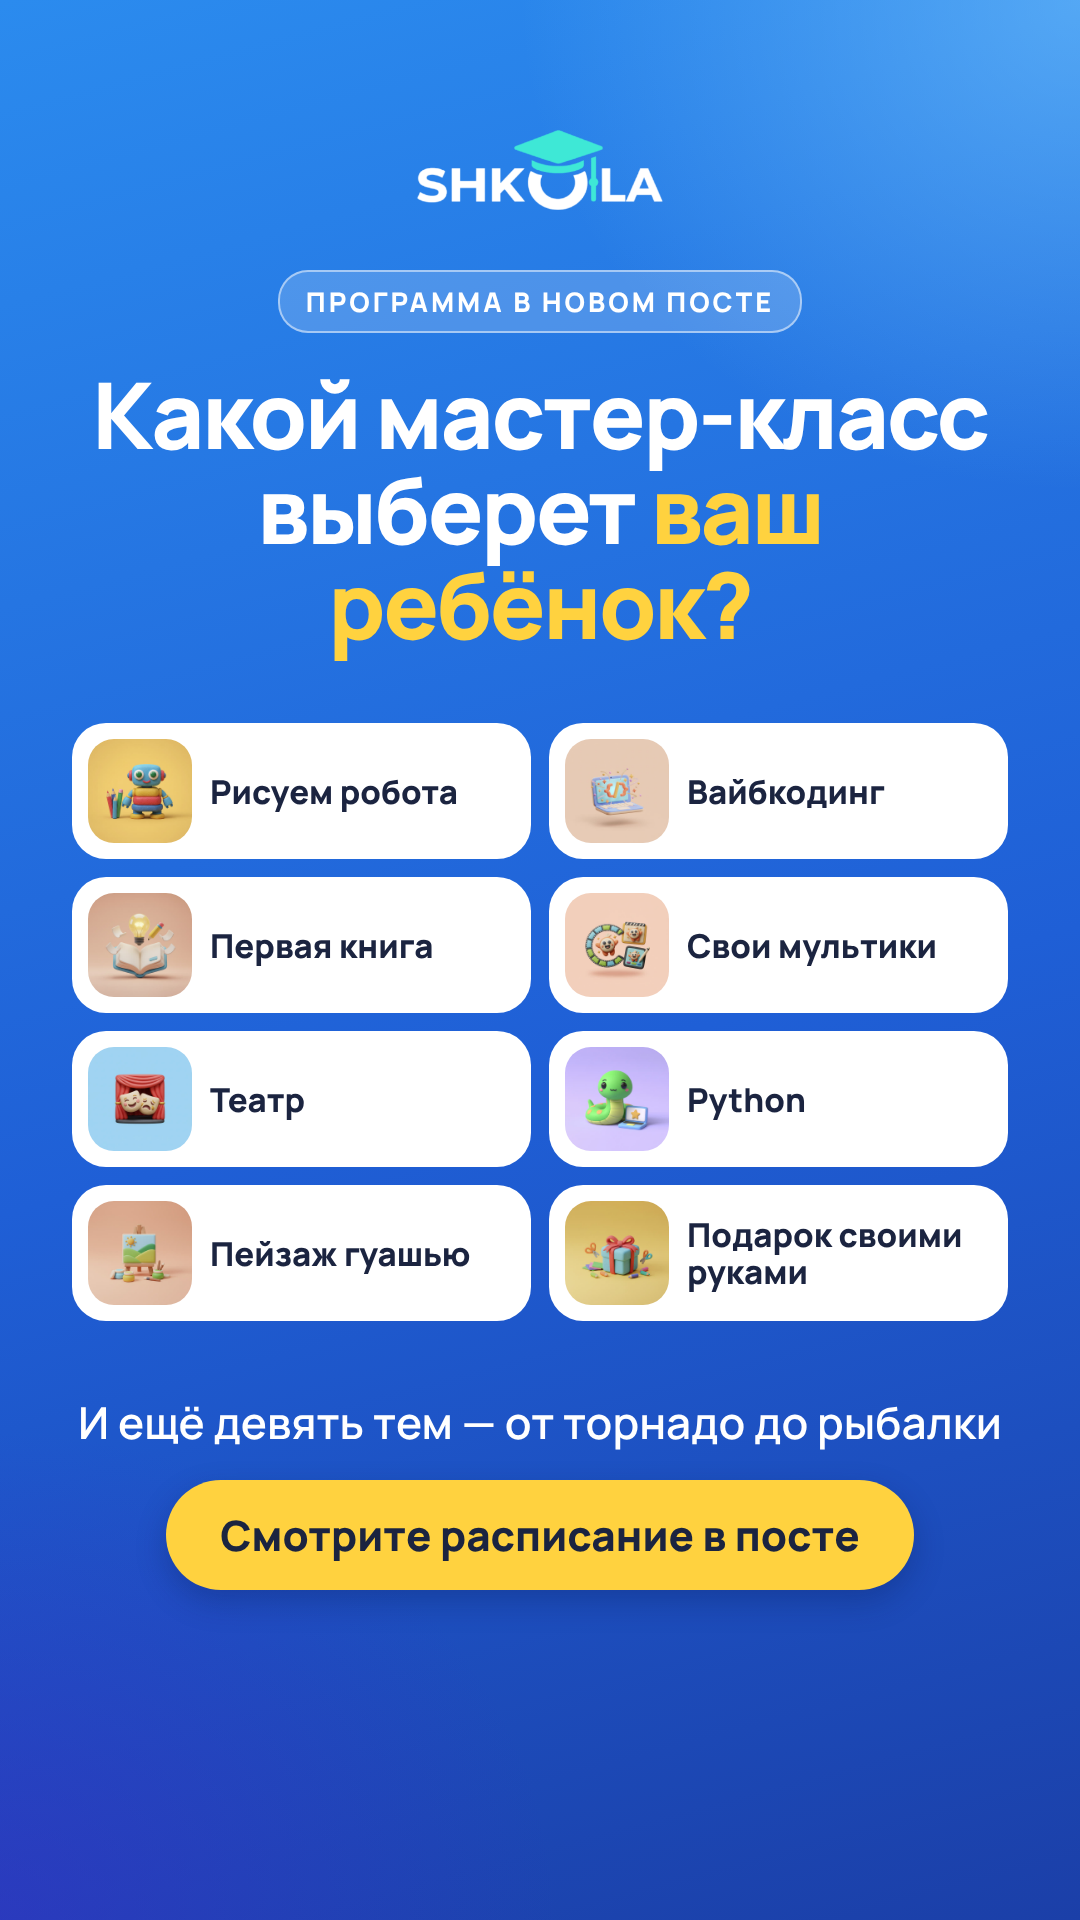 SHKOLA
ПРОГРАММА В НОВОМ ПОСТЕ
Какой мастер-класс
выберет ваш
ребёнок?
Рисуем робота
Вайбкодинг
Первая книга
Свои мультики
Театр
Python
Пейзаж гуашью
Подарок своими
руками
И ещё девять тем — от торнадо до рыбалки
Смотрите расписание в посте